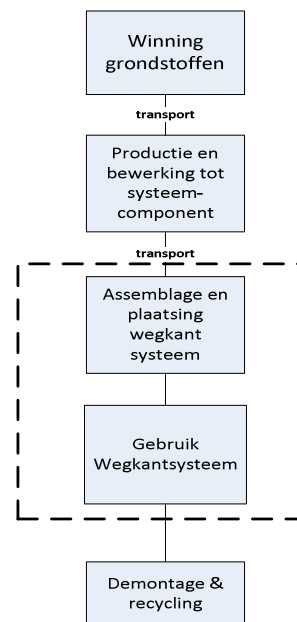 Winning
grondstoffen
transport
Productie en
bewerking tot
systeem-
component
transport
Assemblage en
plaatsing
wegkant
systeem
Gebruik
Wegkantsysteem
Demontage &
recycling